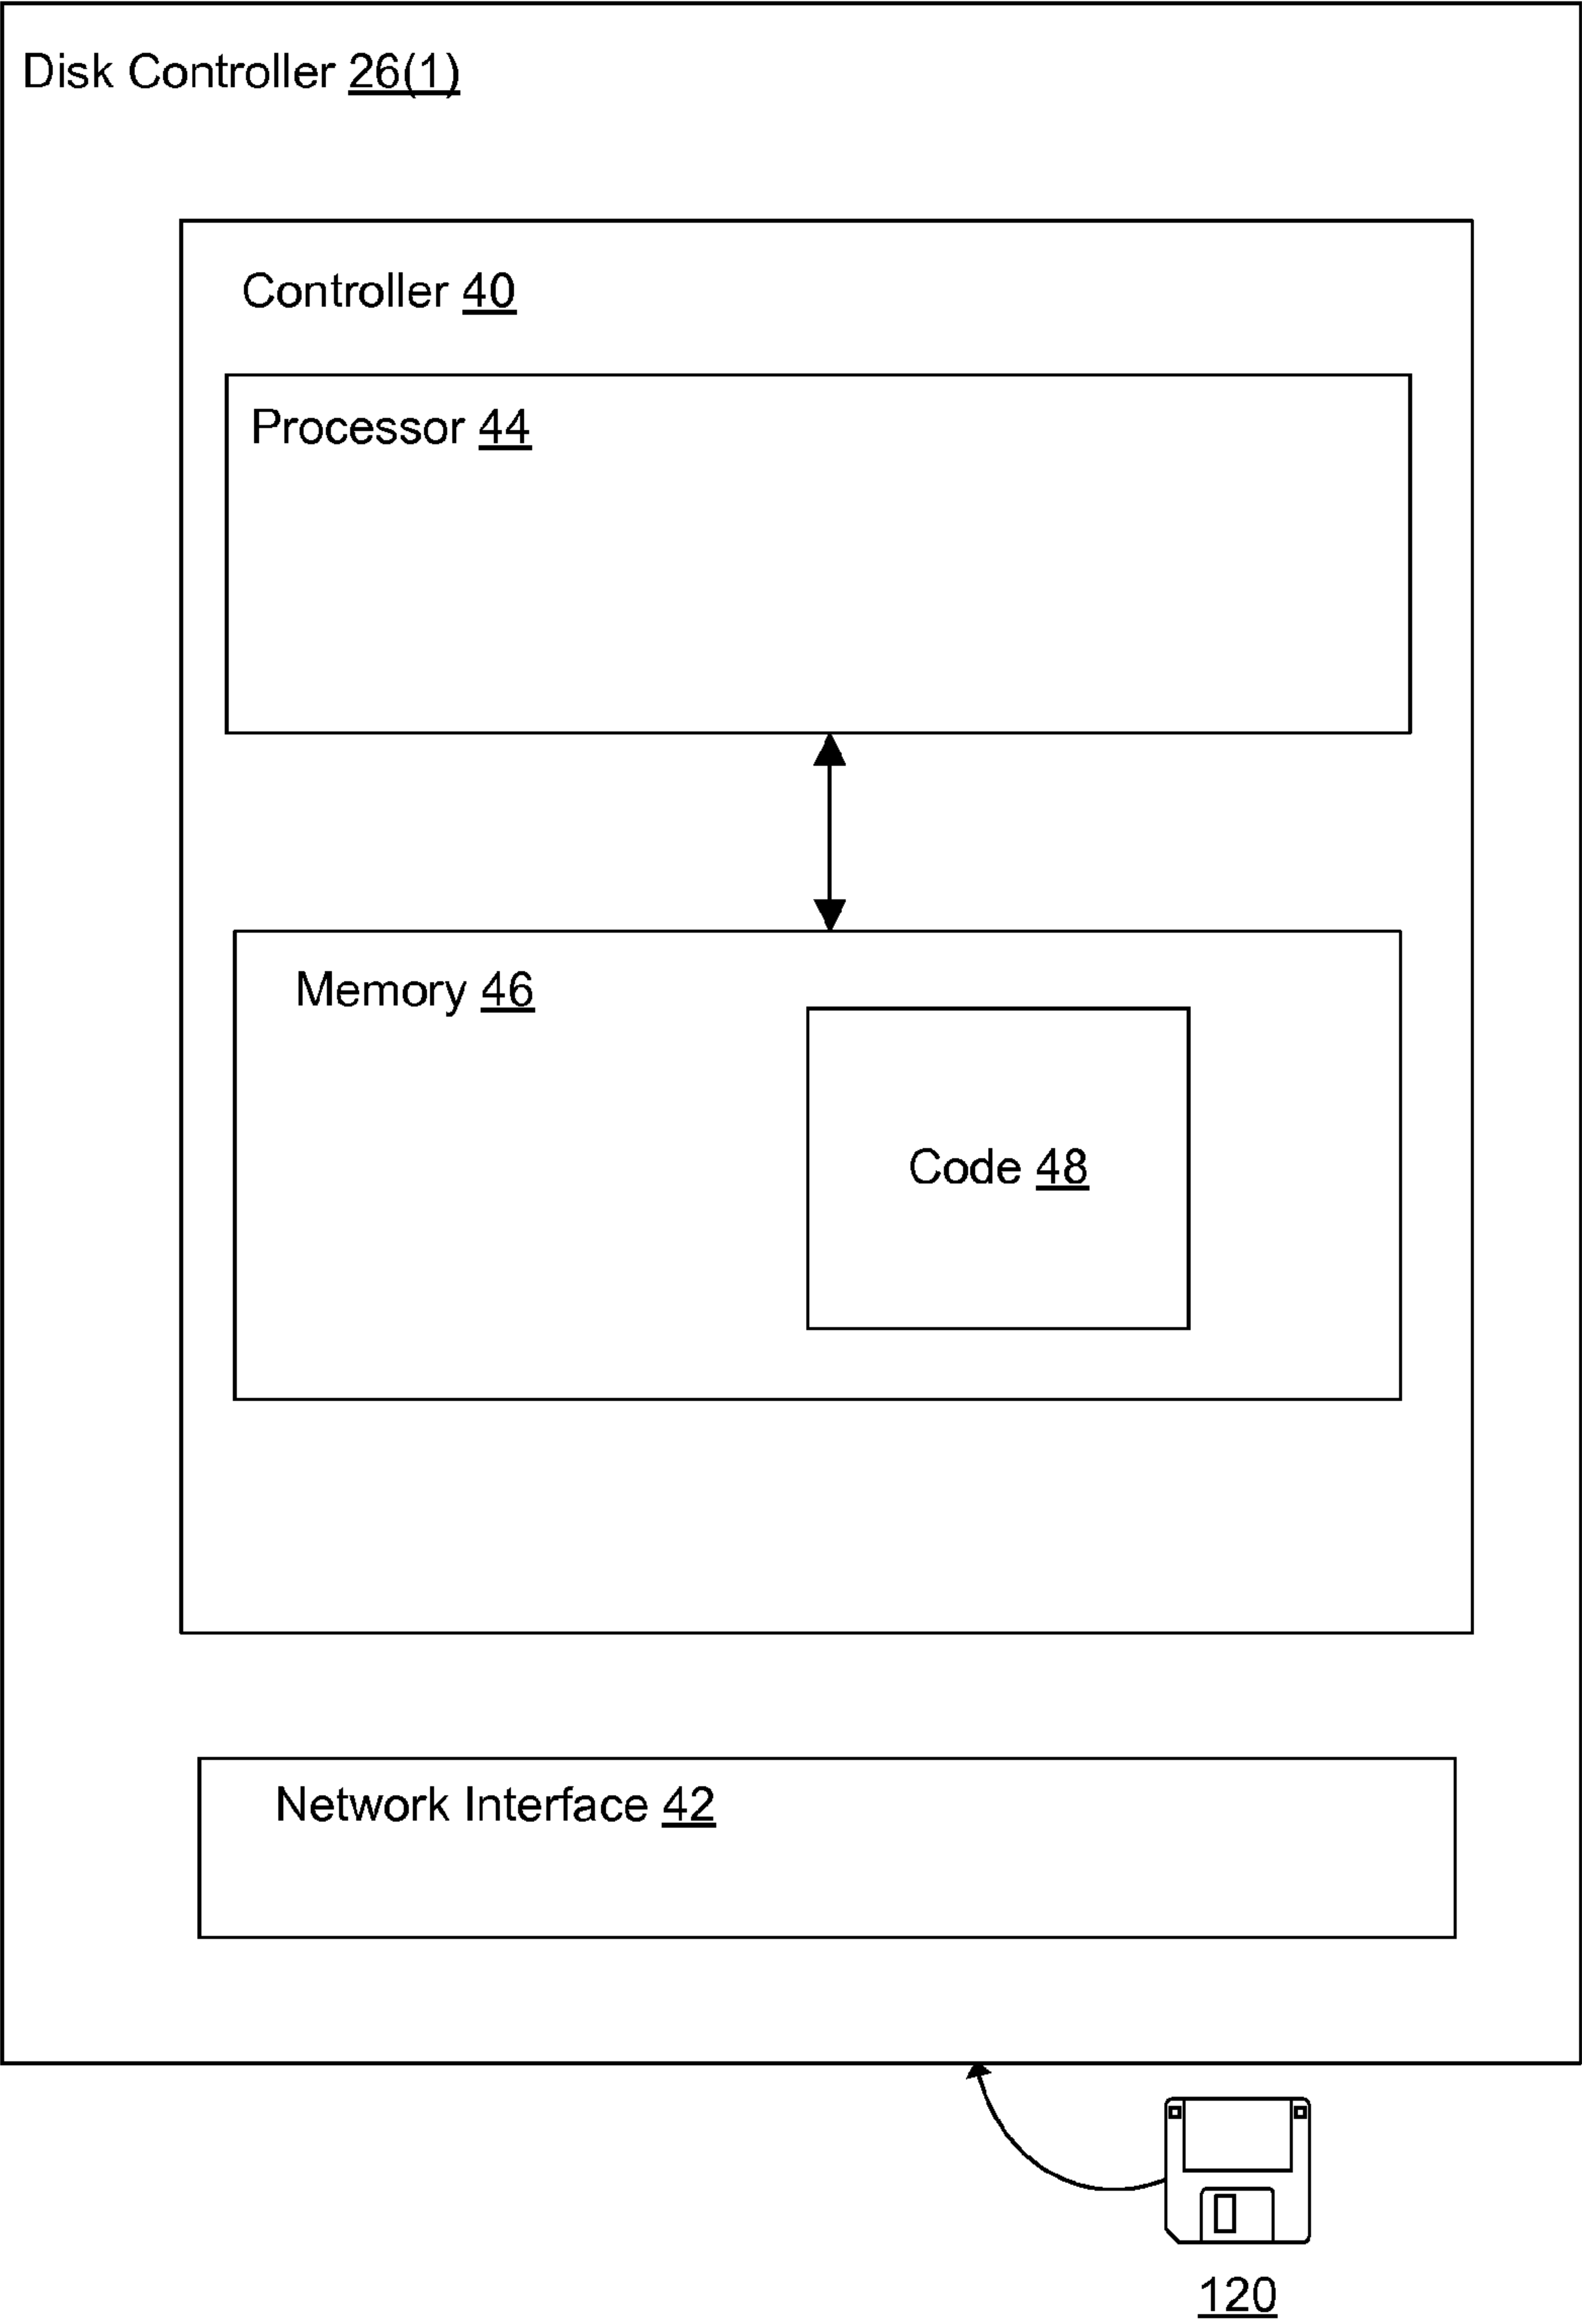 Disk Controller 26(1)
Controller 40
Processor 44
Memory 46
Code 48
Network Interface 42
120